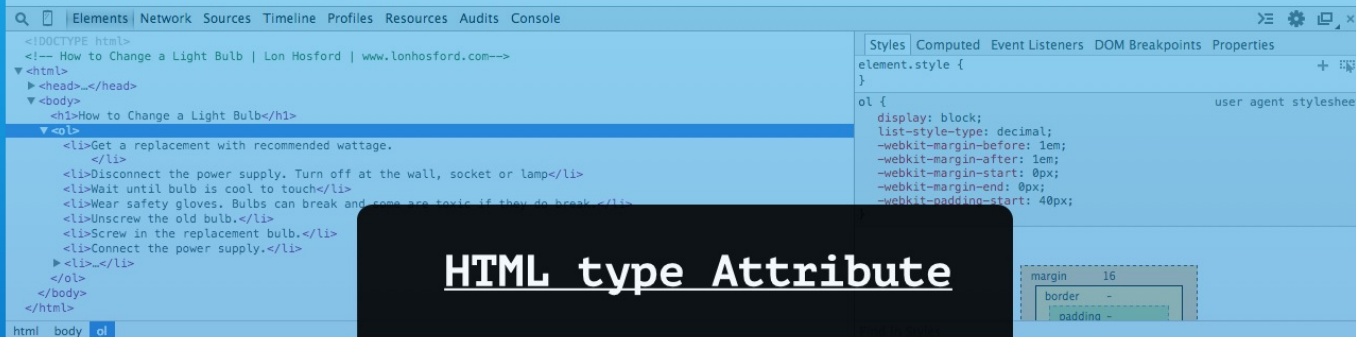 Elements Network Sources Timeline Profiles Resources Audits Console
<!DOCTYPE html>
<!-- How to Change a Light Bulb | Lon Hosford | www.lonhosford.com-->
<html>
<head>…</head>
<body>
<h1>How to Change a Light Bulb</h1>
<ol>
<li>Get a replacement with recommended wattage.
</li>
<li>Disconnect the power supply. Turn off at the wall, socket or lamp</li>
<li>Wait until bulb is cool to touch</li>
<li>Wear safety gloves. Bulbs can break and some are toxic if they do break.</li>
<li>Unscrew the old bulb.</li>
<li>Screw in the replacement bulb.</li>
<li>Connect the power supply.</li>
<li>…</li>
</ol>
</body>
</html>
html body ol
Styles Computed Event Listeners DOM Breakpoints Properties
element.style {
}
ol { user agent styleshee
display: block;
list-style-type: decimal;
-webkit-margin-before: 1em;
-webkit-margin-after: 1em;
-webkit-margin-start: 0px;
-webkit-margin-end: 0px;
-webkit-padding-start: 40px;
}
margin 16
border -
padding -
HTML type Attribute